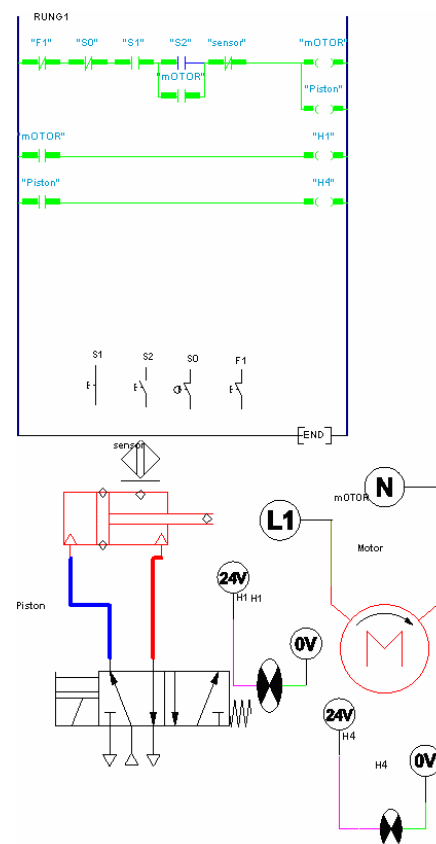 RUNG1
"F1" "S0" "S1" "S2" "sensor" "mOTOR"
"mOTOR" "Piston"
"mOTOR" "H1"
"Piston" "H4"
S1 S2 S0 F1
E E E
END
sensor
N
mOTOR
L1
Motor
24V
Piston
H1 H1
0V
M
24V
H4
H4
0V